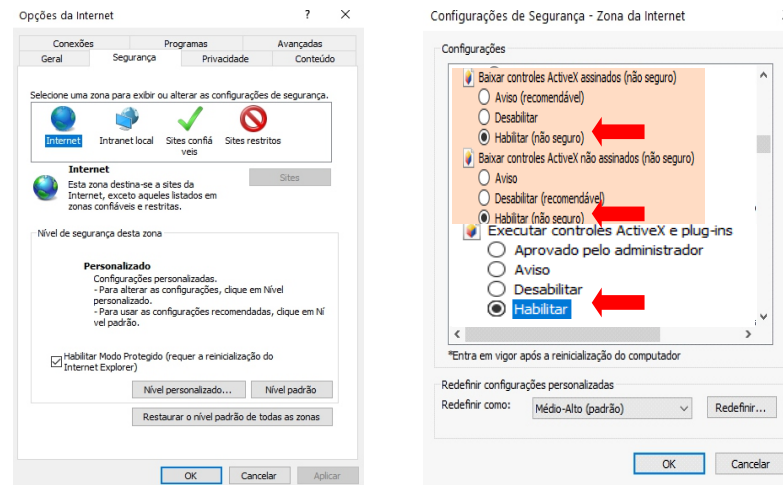 Opções da Internet
Conexões Programas Avançadas
Geral Segurança Privacidade Conteúdo
Selecione uma zona para exibir ou alterar as configurações de segurança.
Internet Intranet local Sites confiá Sites restritos
veis
Internet
Esta zona destina-se a sites da
Internet, exceto aqueles listados em
zonas confiáveis e restritas.
Sites
Nível de segurança desta zona
Personalizado
Configurações personalizadas.
- Para alterar as configurações, clique em Nível
personalizado.
- Para usar as configurações recomendadas, clique em Ní
vel padrão.
Habilitar Modo Protegido (requer a reinicialização do
Internet Explorer)
Nível personalizado... Nível padrão
Restaurar o nível padrão de todas as zonas
OK Cancelar Aplicar
Configurações de Segurança - Zona da Internet
Configurações
Baixar controles ActiveX assinados (não seguro)
Aviso (recomendável)
Desabilitar
Habilitar (não seguro)
Baixar controles ActiveX não assinados (não seguro)
Aviso
Desabilitar (recomendável)
Habilitar (não seguro)
Executar controles ActiveX e plug-ins
Aprovado pelo administrador
Aviso
Desabilitar
Habilitar
*Entra em vigor após a reinicialização do computador
Redefinir configurações personalizadas
Redefinir como: Médio-Alto (padrão) Redefinir...
OK Cancelar